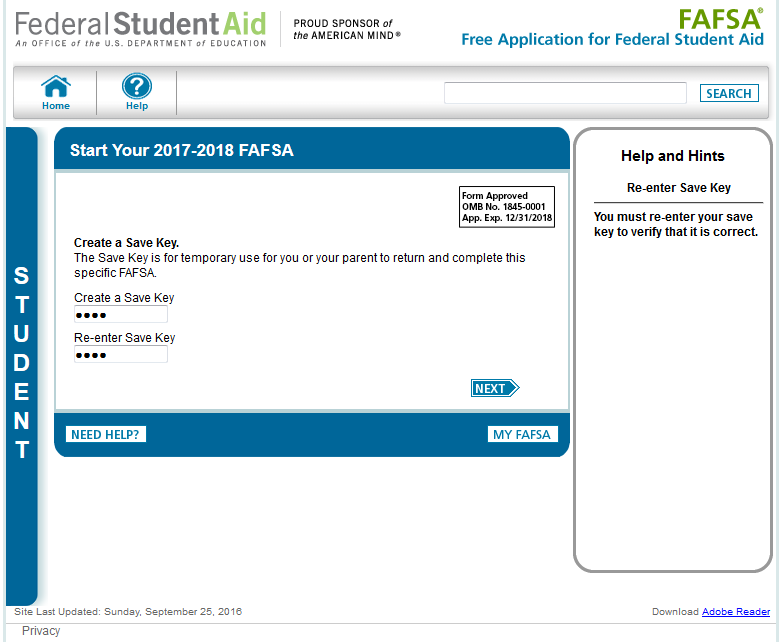 Federal Student Aid
An OFFICE of the U.S. DEPARTMENT of EDUCATION
PROUD SPONSOR of
the AMERICAN MIND®
FAFSA®
Free Application for Federal Student Aid
Home
Help
SEARCH
STUDENT
Start Your 2017-2018 FAFSA
Form Approved
OMB No. 1845-0001
App. Exp. 12/31/2018
Create a Save Key.
The Save Key is for temporary use for you or your parent to return and complete this
specific FAFSA.
Create a Save Key
••••
Re-enter Save Key
••••
NEXT
NEED HELP?
MY FAFSA
Help and Hints
Re-enter Save Key
You must re-enter your save
key to verify that it is correct.
Site Last Updated: Sunday, September 25, 2016
Download Adobe Reader
Privacy